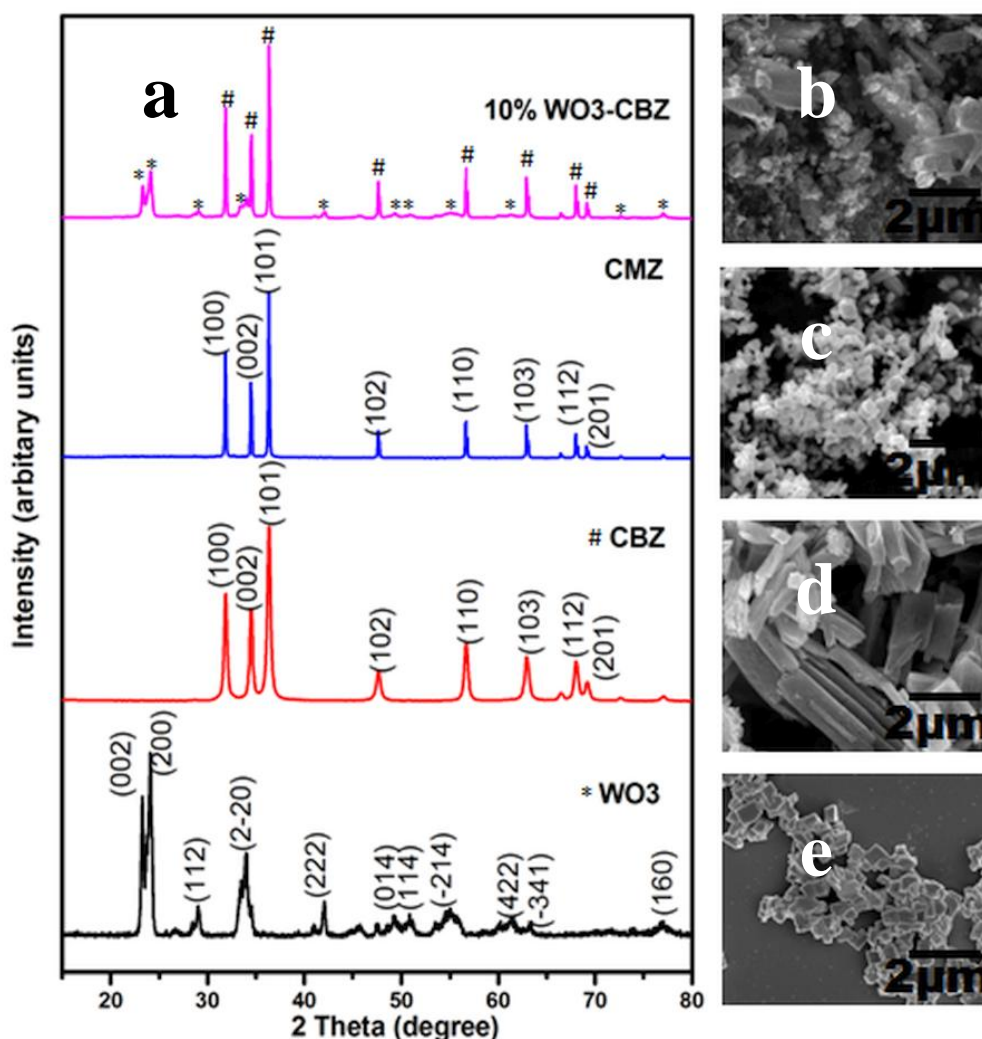 a
#
#
#
10% WO3-CBZ
*
*
*
*
*
#
**
*
#
*
#
#
#
*
*
CMZ
(100)
(002)
(101)
(102)
(110)
(103)
(112)
(201)
# CBZ
(100)
(002)
(101)
(102)
(110)
(103)
(112)
(201)
* WO3
(002)
(200)
(112)
(2-20)
(222)
(014)
(114)
(-214)
(422)
(-341)
(160)
Intensity (arbitary units)
20 30 40 50 60 70 80
2 Theta (degree)
b
2µm
c
2µm
d
2µm
e
2µm